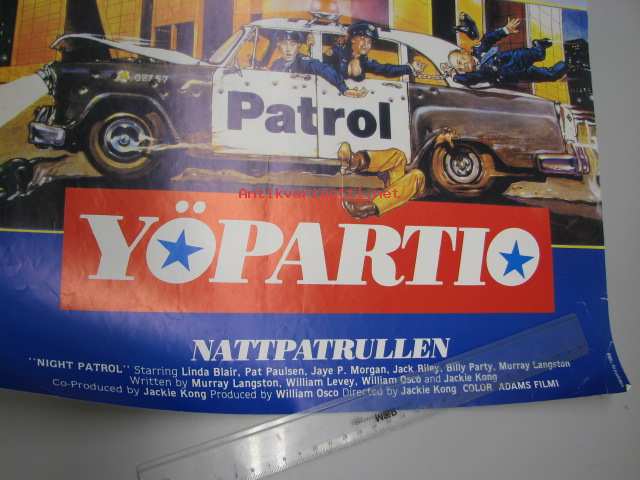 Patrol
Antikvariaatti.net
YÖPARTIO
NATTPATRULLEN
"NIGHT PATROL" Starring Linda Blair, Pat Paulsen, Jaye P. Morgan, Jack Riley, Billy Party, Murray Langston
Written by Murray Langston, William Levey, William Osco and Jackie Kong
Co-Produced by Jackie Kong Produced by William Osco Directed by Jackie Kong COLOR ADAMS FILMI